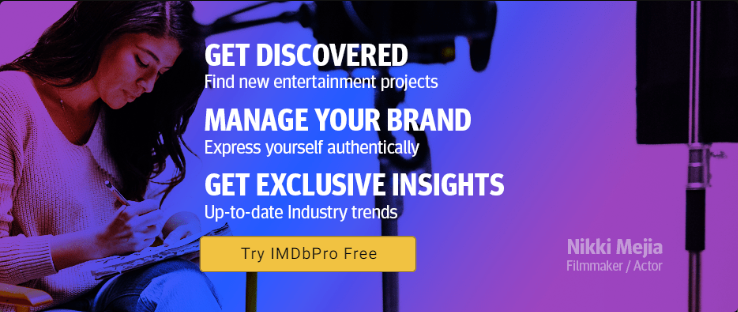 GET DISCOVERED
Find new entertainment projects
MANAGE YOUR BRAND
Express yourself authentically
GET EXCLUSIVE INSIGHTS
Up-to-date Industry trends
Try IMDbPro Free
Nikki Mejia
Filmmaker / Actor